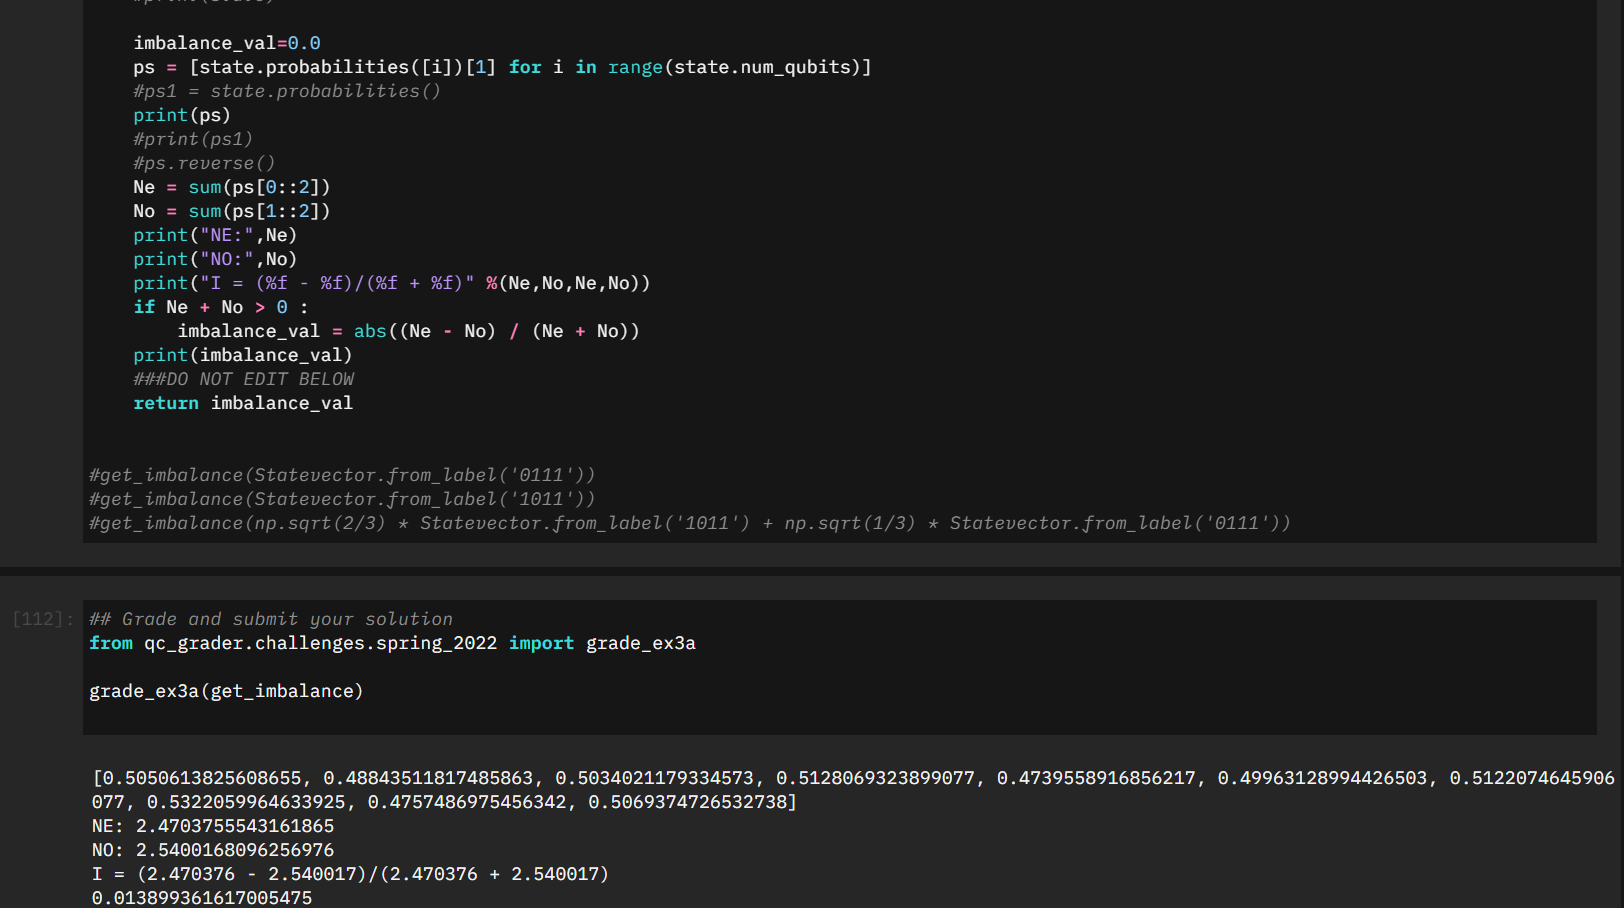 #print(state)
imbalance_val=0.0
ps = [state.probabilities([i])[1] for i in range(state.num_qubits)]
#ps1 = state.probabilities()
print(ps)
#print(ps1)
#ps.reverse()
Ne = sum(ps[0::2])
No = sum(ps[1::2])
print("NE:",Ne)
print("NO:",No)
print("I = (%f - %f)/(%f + %f)" %(Ne,No,Ne,No))
if Ne + No > 0 :
imbalance_val = abs((Ne - No) / (Ne + No))
print(imbalance_val)
###DO NOT EDIT BELOW
return imbalance_val
#get_imbalance(Statevector.from_label('0111'))
#get_imbalance(Statevector.from_label('1011'))
#get_imbalance(np.sqrt(2/3) * Statevector.from_label('1011') + np.sqrt(1/3) * Statevector.from_label('0111'))
[112]: ## Grade and submit your solution
from qc_grader.challenges.spring_2022 import grade_ex3a
grade_ex3a(get_imbalance)
[0.5050613825608655, 0.48843511817485863, 0.5034021179334573, 0.5128069323899077, 0.4739558916856217, 0.49963128994426503, 0.5122074645906
077, 0.5322059964633925, 0.4757486975456342, 0.5069374726532738]
NE: 2.4703755543161865
NO: 2.5400168096256976
I = (2.470376 - 2.540017)/(2.470376 + 2.540017)
0.013899361617005475